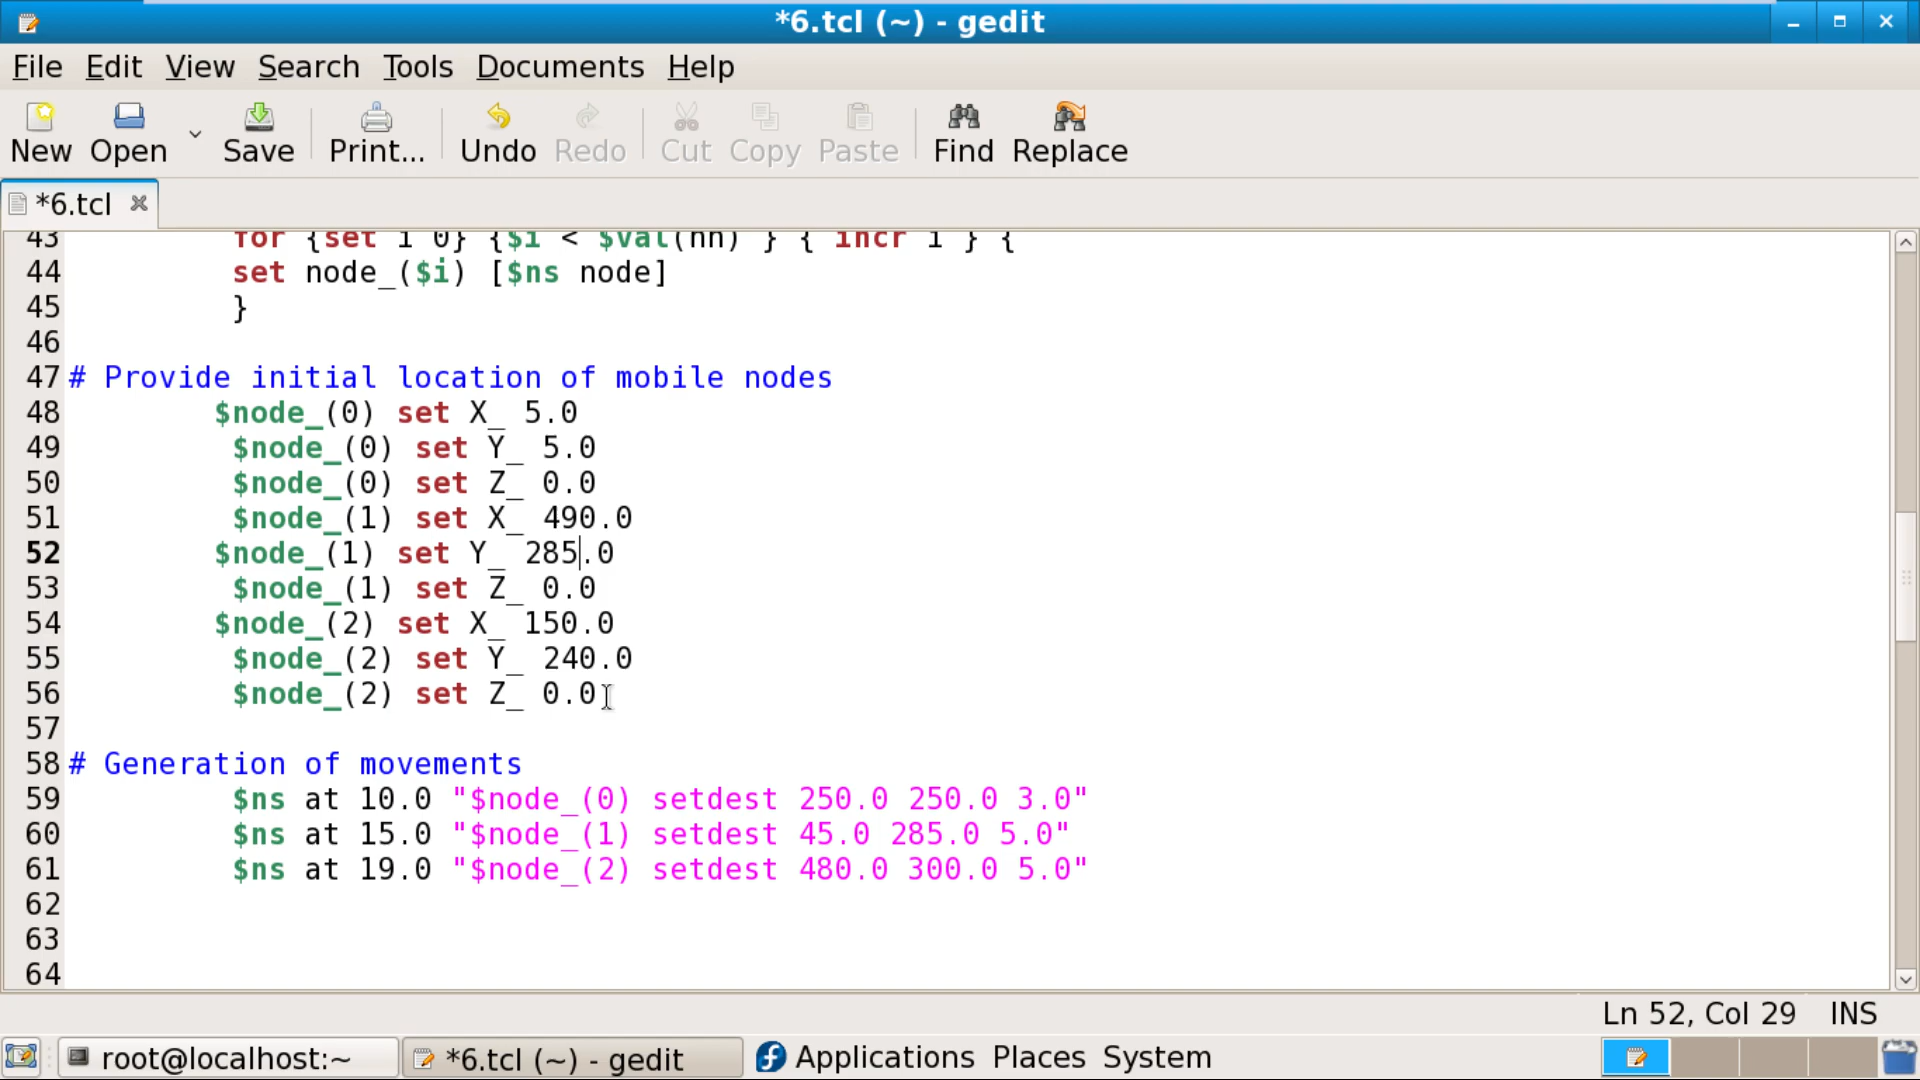 *6.tcl (~) - gedit
File Edit View Search Tools Documents Help
New Open Save Print... Undo Redo Cut Copy Paste Find Replace
*6.tcl
43 for {set i 0} {$i < $val(nn) } { incr i } {
44 set node_($i) [$ns node]
45 }
46
47 # Provide initial location of mobile nodes
48 $node_(0) set X_ 5.0
49 $node_(0) set Y_ 5.0
50 $node_(0) set Z_ 0.0
51 $node_(1) set X_ 490.0
52 $node_(1) set Y_ 285.0
53 $node_(1) set Z_ 0.0
54 $node_(2) set X_ 150.0
55 $node_(2) set Y_ 240.0
56 $node_(2) set Z_ 0.0
57
58 # Generation of movements
59 $ns at 10.0 "$node_(0) setdest 250.0 250.0 3.0"
60 $ns at 15.0 "$node_(1) setdest 45.0 285.0 5.0"
61 $ns at 19.0 "$node_(2) setdest 480.0 300.0 5.0"
62
63
64
Ln 52, Col 29 INS
root@localhost:~ *6.tcl (~) - gedit Applications Places System